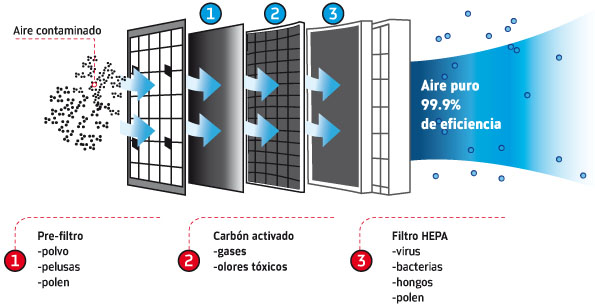 1
2
3
Aire contaminado
Aire puro
99.9%
de eficiencia
1
Pre-filtro
-polvo
-pelusas
-polen
2
Carbón activado
-gases
-olores tóxicos
3
Filtro HEPA
-virus
-bacterias
-hongos
-polen